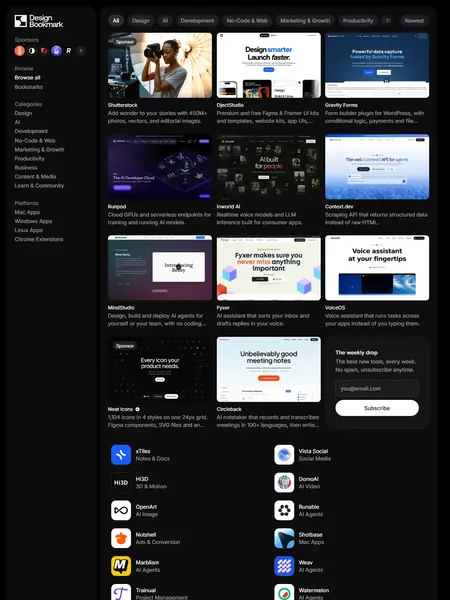 Design
Bookmark
Sponsors
Browse
Browse all
Bookmarks
Categories
Design
AI
Development
No-Code & Web
Marketing & Growth
Productivity
Business
Content & Media
Learn & Community
Platforms
Mac Apps
Windows Apps
Linux Apps
Chrome Extensions
All
Design
AI
Development
No-Code & Web
Marketing & Growth
Productivity
Newest
Sponsor
Shutterstock
Add wonder to your stories with 450M+
photos, vectors, and editorial images.
Design smarter
Launch faster.
DjectStudio
Premium and free Figma & Framer UI kits
and templates, website kits, app UIs,...
Powerful data capture
fueled by Gravity Forms
Gravity Forms
Form builder plugin for WordPress, with
conditional logic, payments and file...
The AI Developer Cloud
Runpod
Cloud GPUs and serverless endpoints for
training and running AI models.
AI built
for people
Inworld AI
Realtime voice models and LLM
inference built for consumer apps.
The web context API for agents
Context.dev
Scraping API that returns structured data
instead of raw HTML.
Introducing
Remy
MindStudio
Design, build and deploy AI agents for
yourself or your team, with no coding...
Fyxer makes sure you
never miss anything
important
Fyxer
AI assistant that sorts your inbox and
drafts replies in your voice.
Voice assistant
at your fingertips
VoiceOS
Voice assistant that runs tasks across
your apps instead of you typing them.
Sponsor
Every icon your
product needs.
Neat Icons
1,104 icons in 4 styles on one 24px grid.
Figma components, SVG files and an...
Unbelievably good
meeting notes
Circleback
AI notetaker that records and transcribes
meetings in 100+ languages, then write...
The weekly drop
The best new tools, every week.
No spam, unsubscribe anytime.
you@email.com
Subscribe
xTiles
Notes & Docs
Vista Social
Social Media
Hi3D
Hi3D
3D & Motion
DomoAI
AI Video
OpenArt
AI Image
Runable
AI Agents
Nutshell
Ads & Conversion
Shotbase
Mac Apps
Marblism
AI Agents
Weav
AI Agents
Trainual
Project Management
Watermelon
AI Agents